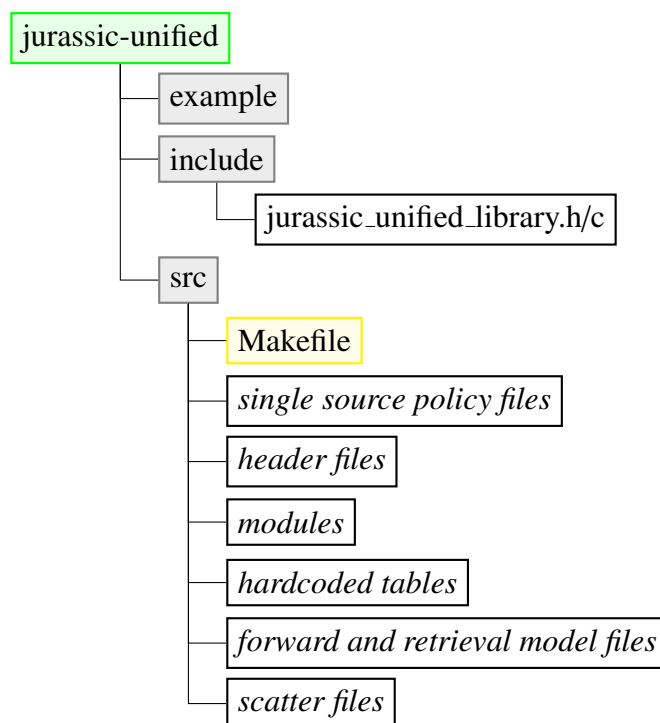 jurassic-unified
example
include
jurassic_unified_library.h/c
src
Makefile
single source policy files
header files
modules
hardcoded tables
forward and retrieval model files
scatter files